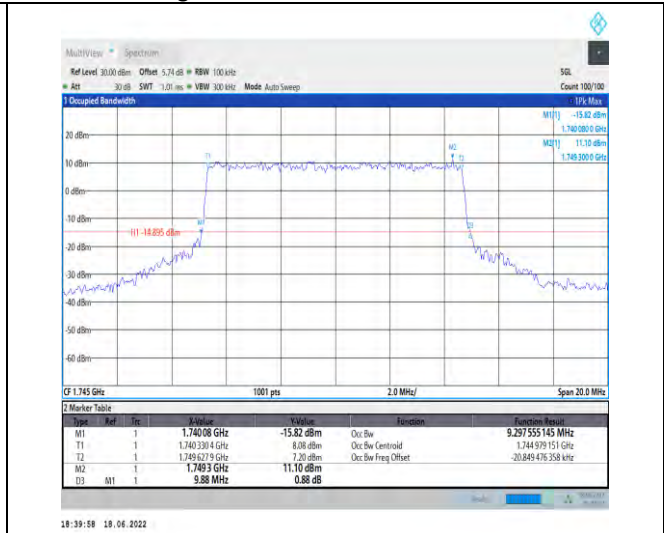 MultiView Spectrum
Ref Level 30.00 dBm Offset 5.74 dB RBW 100 kHz SGL
Att 30 dB SWT 1.01 ms VBW 300 kHz Mode Auto Sweep Count 100/100
1 Occupied Bandwidth 1Pk Max
M1[1] -15.82 dBm
1.740 080 0 GHz
M2[1] 11.10 dBm
1.749 300 0 GHz
20 dBm
10 dBm
0 dBm
-10 dBm
H1 -14.895 dBm
-20 dBm
-30 dBm
-40 dBm
-50 dBm
-60 dBm
T1
M2
T2
M1
D3
CF 1.745 GHz 1001 pts 2.0 MHz/ Span 20.0 MHz
2 Marker Table
Type Ref Trc X-Value Y-Value Function Function Result
M1 1 1.74008 GHz -15.82 dBm Occ Bw 9.297 555 145 MHz
T1 1 1.740 330 4 GHz 8.08 dBm Occ Bw Centroid 1.744 979 151 GHz
T2 1 1.749 627 9 GHz 7.20 dBm Occ Bw Freq Offset -20.849 476 358 kHz
M2 1 1.7493 GHz 11.10 dBm
D3 M1 1 9.88 MHz 0.88 dB
18:39:58 18.06.2022